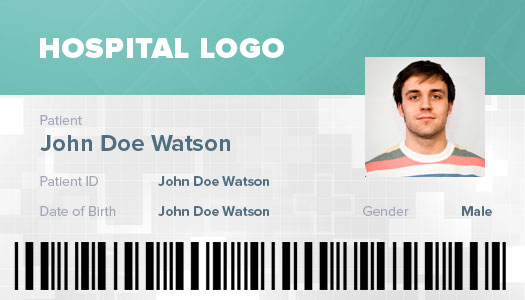 HOSPITAL LOGO
Patient
John Doe Watson
Patient ID John Doe Watson
Date of Birth John Doe Watson Gender Male